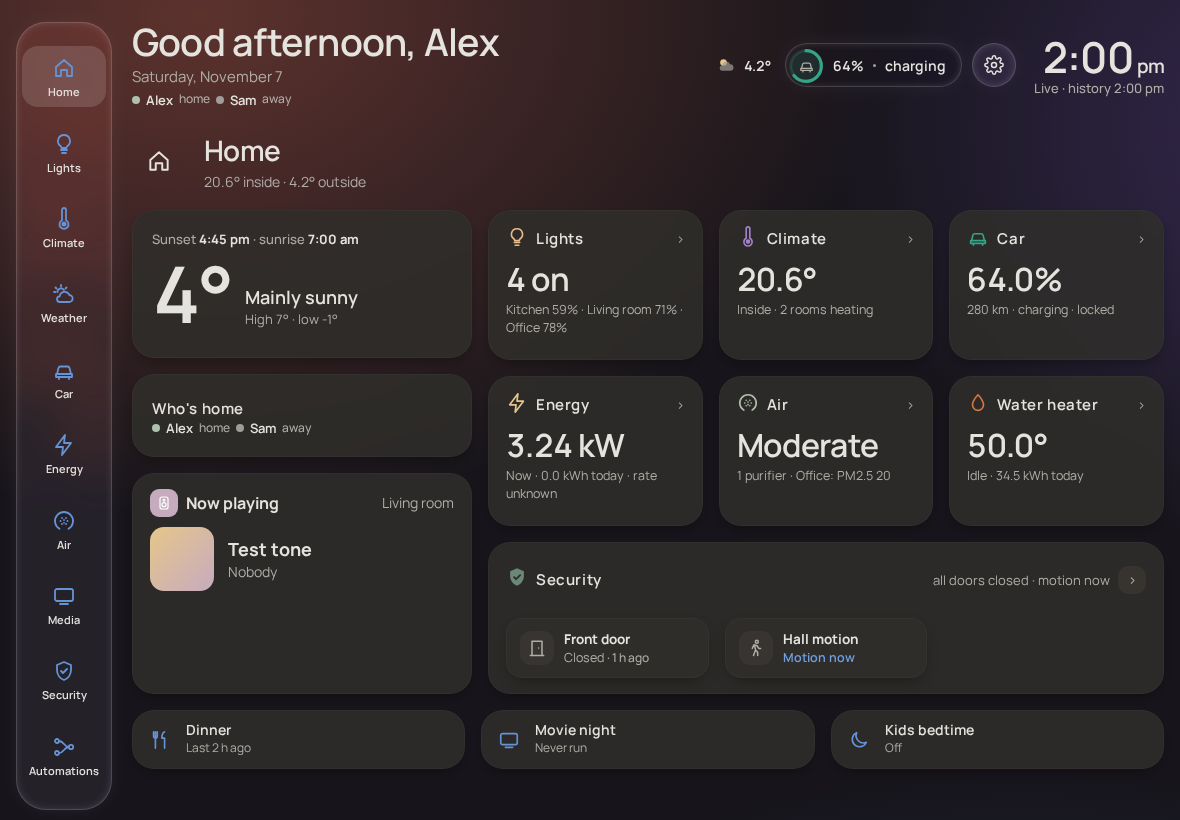 Good afternoon, Alex
Saturday, November 7
Alex home Sam away
4.2°
64% • charging
2:00 pm
Live · history 2:00 pm
Home
Lights
Climate
Weather
Car
Energy
Air
Media
Security
Automations
Home
20.6° inside · 4.2° outside
Sunset 4:45 pm · sunrise 7:00 am
4°
Mainly sunny
High 7° · low -1°
Who's home
Alex home Sam away
Now playing
Living room
Test tone
Nobody
Lights
4 on
Kitchen 59% · Living room 71% ·
Office 78%
Climate
20.6°
Inside · 2 rooms heating
Car
64.0%
280 km · charging · locked
Energy
3.24 kW
Now · 0.0 kWh today · rate
unknown
Air
Moderate
1 purifier · Office: PM2.5 20
Water heater
50.0°
Idle · 34.5 kWh today
Security
all doors closed · motion now
Front door
Closed · 1 h ago
Hall motion
Motion now
Dinner
Last 2 h ago
Movie night
Never run
Kids bedtime
Off